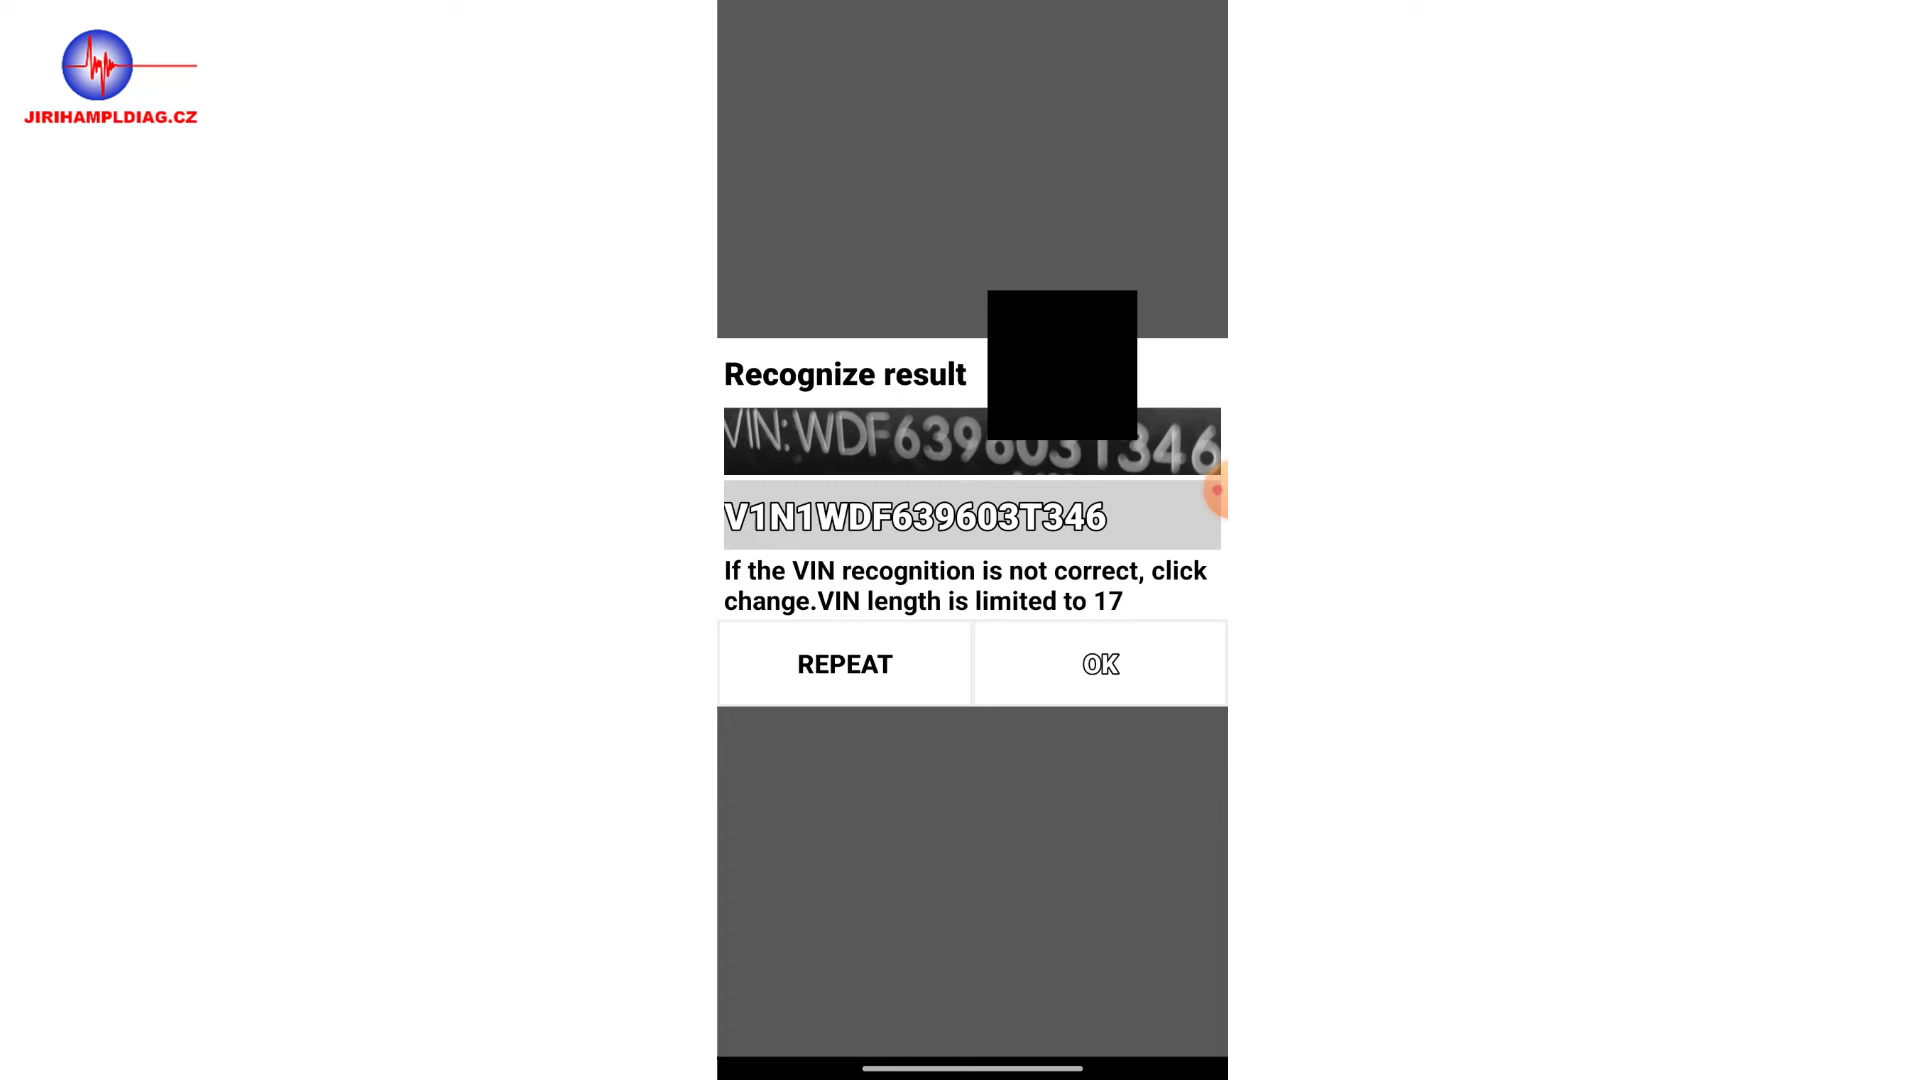 JIRIHAMPLDIAG.CZ
Recognize result
VIN:WDF639603T346
V1N1WDF639603T346
If the VIN recognition is not correct, click
change.VIN length is limited to 17
REPEAT
OK